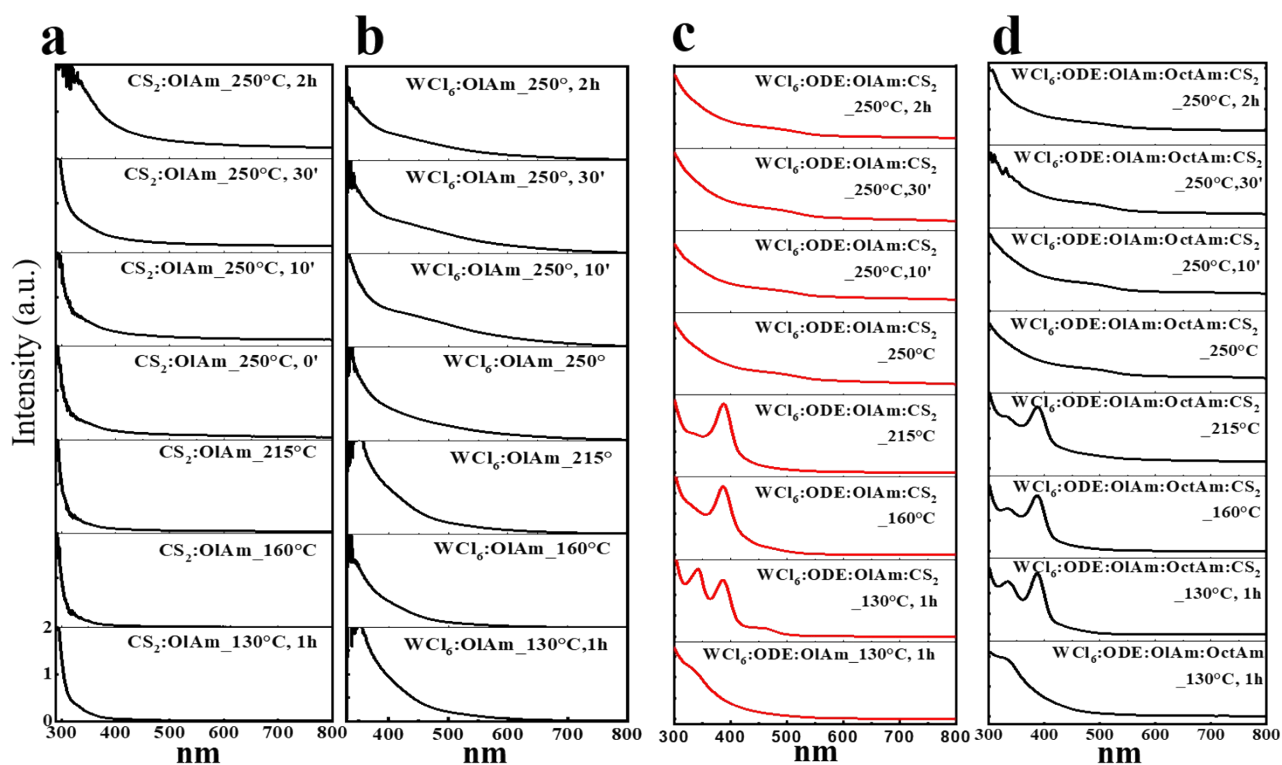 a
b
c
d
Intensity (a.u.)
CS₂:OlAm_250°C, 2h
CS₂:OlAm_250°C, 30'
CS₂:OlAm_250°C, 10'
CS₂:OlAm_250°C, 0'
CS₂:OlAm_215°C
CS₂:OlAm_160°C
CS₂:OlAm_130°C, 1h
2
1
0
300 400 500 600 700 800
nm
WCl₆:OlAm_250°, 2h
WCl₆:OlAm_250°, 30'
WCl₆:OlAm_250°, 10'
WCl₆:OlAm_250°
WCl₆:OlAm_215°
WCl₆:OlAm_160°C
WCl₆:OlAm_130°C,1h
400 500 600 700 800
nm
WCl₆:ODE:OlAm:CS₂
_250°C, 2h
WCl₆:ODE:OlAm:CS₂
_250°C,30'
WCl₆:ODE:OlAm:CS₂
_250°C,10'
WCl₆:ODE:OlAm:CS₂
_250°C
WCl₆:ODE:OlAm:CS₂
_215°C
WCl₆:ODE:OlAm:CS₂
_160°C
WCl₆:ODE:OlAm:CS₂
_130°C, 1h
WCl₆:ODE:OlAm_130°C, 1h
300 400 500 600 700 800
nm
WCl₆:ODE:OlAm:OctAm:CS₂
_250°C, 2h
WCl₆:ODE:OlAm:OctAm:CS₂
_250°C,30'
WCl₆:ODE:OlAm:OctAm:CS₂
_250°C,10'
WCl₆:ODE:OlAm:OctAm:CS₂
_250°C
WCl₆:ODE:OlAm:OctAm:CS₂
_215°C
WCl₆:ODE:OlAm:OctAm:CS₂
_160°C
WCl₆:ODE:OlAm:OctAm:CS₂
_130°C, 1h
WCl₆:ODE:OlAm:OctAm
_130°C, 1h
300 400 500 600 700 800
nm